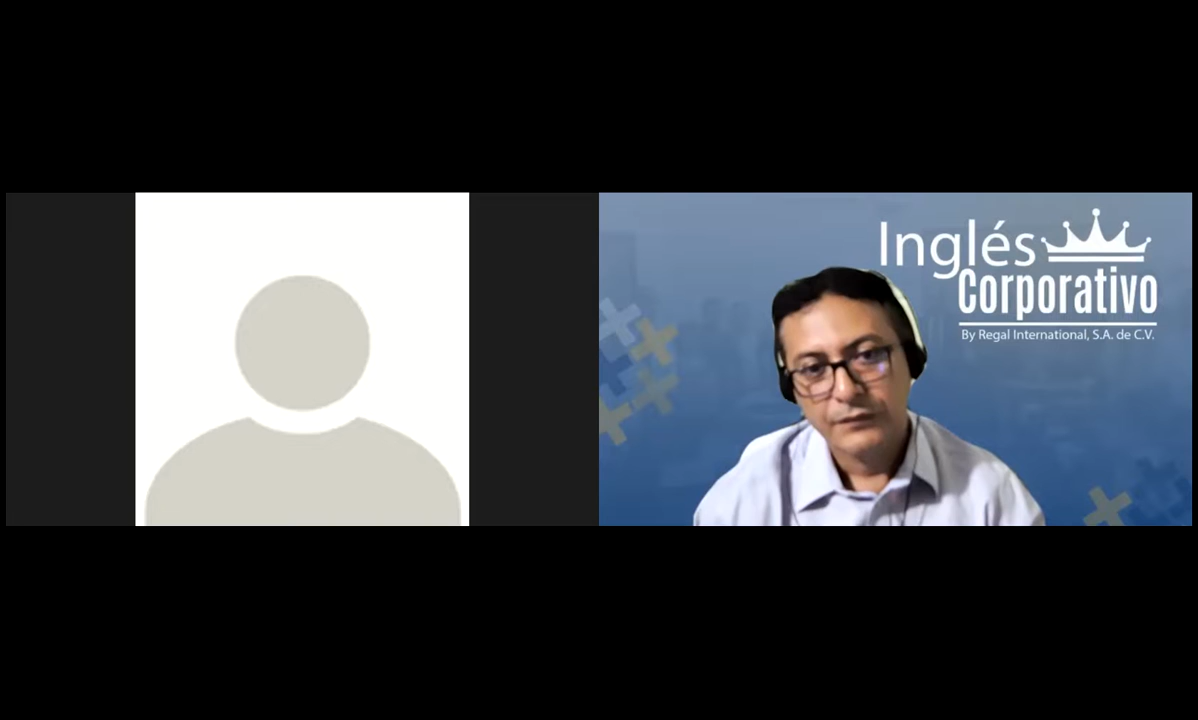 Inglés
Corporativo
By Regal International, S.A. de C.V.